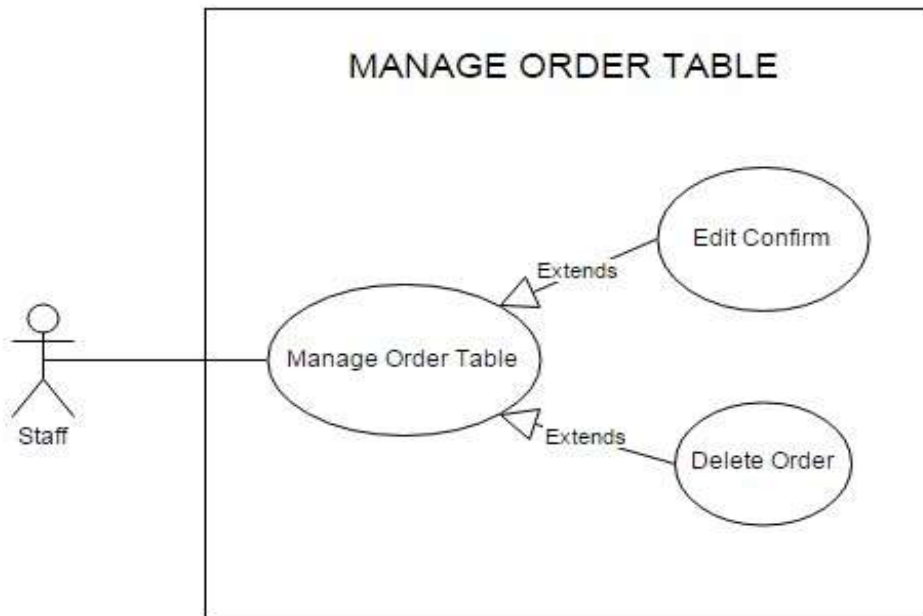 MANAGE ORDER TABLE
Edit Confirm
Extends
Manage Order Table
Staff
Extends
Delete Order